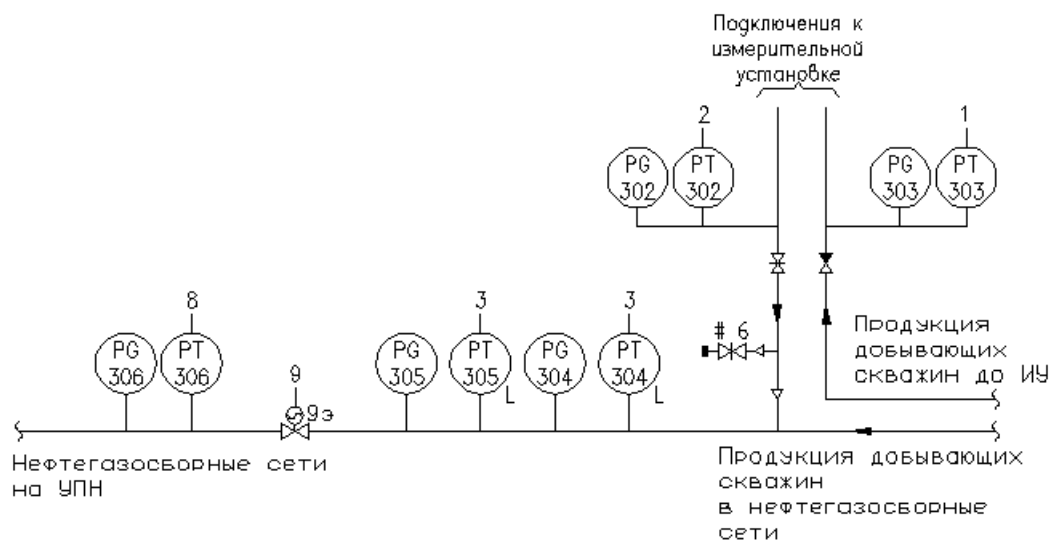 Подключения к
измерительной
установке
2
1
PG
302
PT
302
PG
303
PT
303
8
3
3
# 6
PG
306
PT
306
9
9э
PG
305
PT
305
L
PG
304
PT
304
L
Продукция
добывающих
скважин до ИУ
Нефтегазосборные сети
на УПН
Продукция добывающих
скважин
в нефтегазосборные
сети